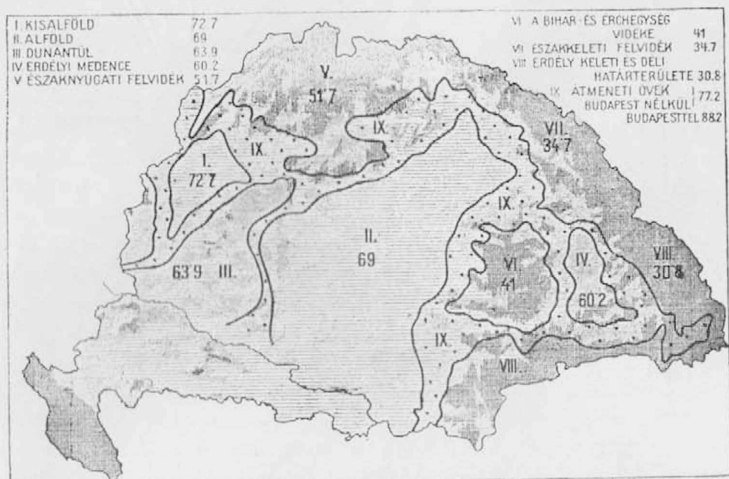 I. KISALFÖLD 72.7
II. ALFÖLD 69
III. DUNANTÚL 63.9
IV ERDÉLYI MEDENCE 60.2
V ÉSZAKNYUGATI FELVIDÉK 51.7
VI A BIHAR- ÉS ÉRCHEGYSÉG
VIDÉKE 41
VII ÉSZAKKELETI FELVIDÉK 34.7
VIII ERDÉLY KELETI ÉS DÉLI
HATÁRTERÜLETE 30.8
IX ÁTMENETI ÖVEK
BUDAPEST NÉLKÜL 77.2
BUDAPESTTEL 88.2
V.
51.7
IX.
IX.
VII.
34.7
I.
72.7
IX.
II.
69
63.9 III.
VI.
41
IV.
60.2
VIII.
30.8
IX.
VIII.